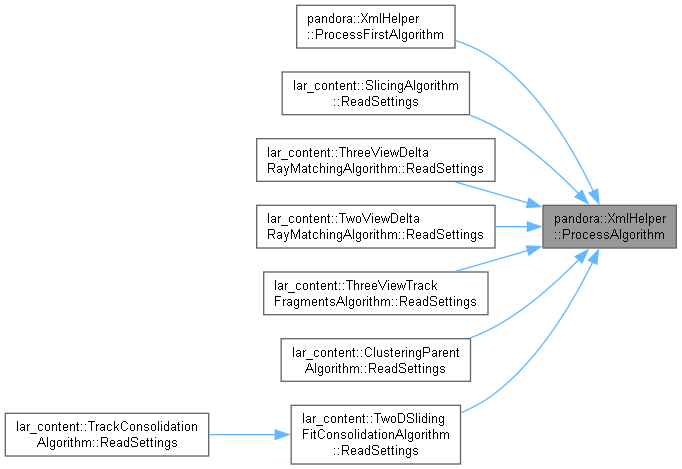 pandora::XmlHelper
::ProcessFirstAlgorithm
lar_content::SlicingAlgorithm
::ReadSettings
lar_content::ThreeViewDelta
RayMatchingAlgorithm::ReadSettings
lar_content::TwoViewDelta
RayMatchingAlgorithm::ReadSettings
pandora::XmlHelper
::ProcessAlgorithm
lar_content::ThreeViewTrack
FragmentsAlgorithm::ReadSettings
lar_content::ClusteringParent
Algorithm::ReadSettings
lar_content::TrackConsolidation
Algorithm::ReadSettings
lar_content::TwoDSliding
FitConsolidationAlgorithm
::ReadSettings